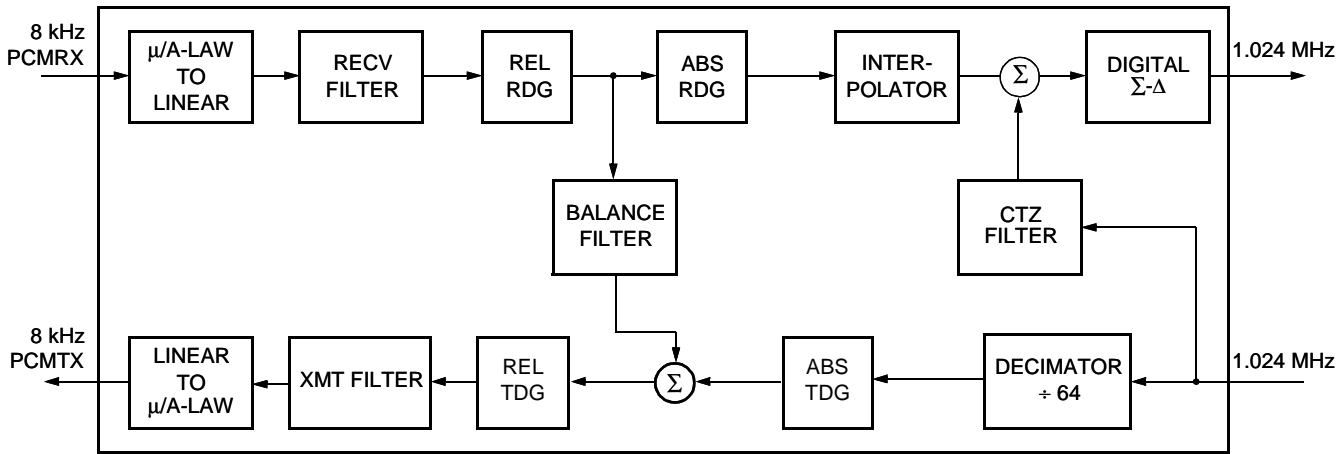 8 kHz
PCMRX
μ/A-LAW
TO
LINEAR
RECV
FILTER
REL
RDG
ABS
RDG
INTER-
POLATOR
Σ
DIGITAL
Σ-Δ
1.024 MHz
BALANCE
FILTER
CTZ
FILTER
8 kHz
PCMTX
LINEAR
TO
μ/A-LAW
XMT FILTER
REL
TDG
Σ
ABS
TDG
DECIMATOR
÷ 64
1.024 MHz